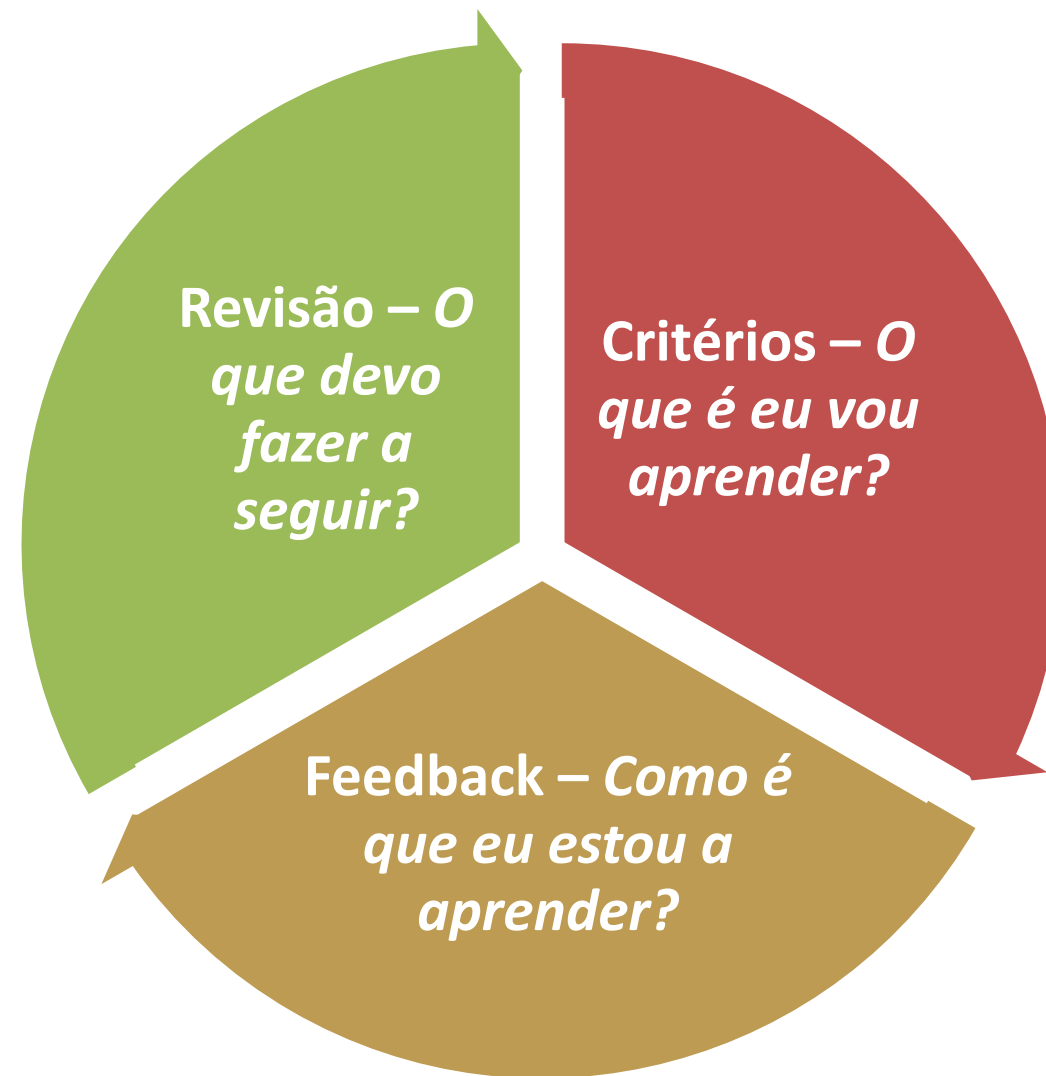 Revisão – O
que devo
fazer a
seguir?
Critérios – O
que é eu vou
aprender?
Feedback – Como é
que eu estou a
aprender?